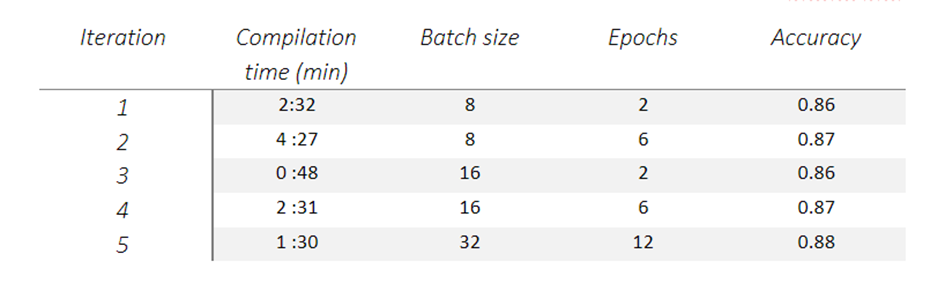 Iteration Compilation time (min) Batch size Epochs Accuracy
1 2:32 8 2 0.86
2 4 :27 8 6 0.87
3 0 :48 16 2 0.86
4 2 :31 16 6 0.87
5 1 :30 32 12 0.88